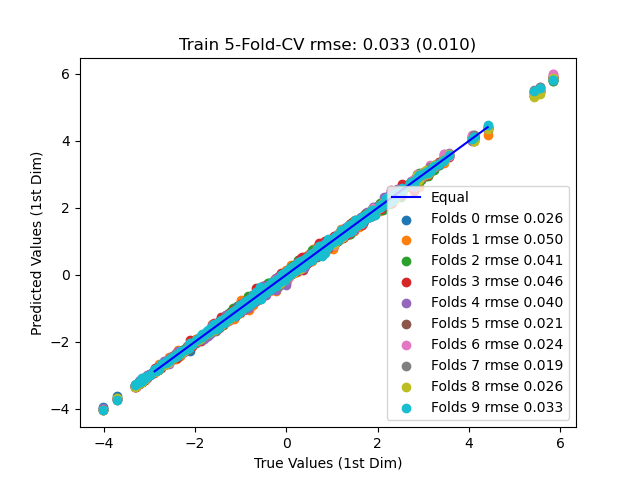 Train 5-Fold-CV rmse: 0.033 (0.010)
Predicted Values (1st Dim)
6
4
2
0
−2
−4
Equal
Folds 0 rmse 0.026
Folds 1 rmse 0.050
Folds 2 rmse 0.041
Folds 3 rmse 0.046
Folds 4 rmse 0.040
Folds 5 rmse 0.021
Folds 6 rmse 0.024
Folds 7 rmse 0.019
Folds 8 rmse 0.026
Folds 9 rmse 0.033
−4 −2 0 2 4 6
True Values (1st Dim)